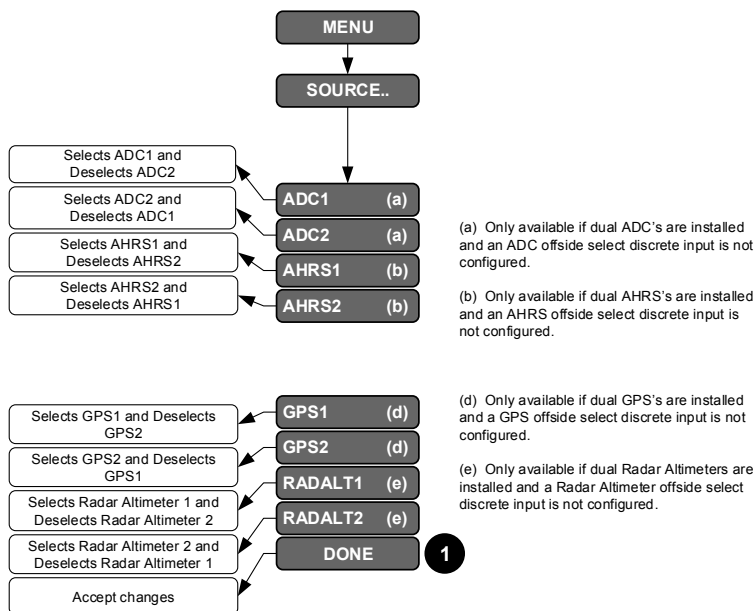 MENU
SOURCE..
Selects ADC1 and
Deselects ADC2
Selects ADC2 and
Deselects ADC1
Selects AHRS1 and
Deselects AHRS2
Selects AHRS2 and
Deselects AHRS1
ADC1 (a)
ADC2 (a)
AHRS1 (b)
AHRS2 (b)
(a) Only available if dual ADC's are installed
and an ADC offside select discrete input is not
configured.
(b) Only available if dual AHRS's are installed
and an AHRS offside select discrete input is
not configured.
Selects GPS1 and Deselects
GPS2
Selects GPS2 and Deselects
GPS1
Selects Radar Altimeter 1 and
Deselects Radar Altimeter 2
Selects Radar Altimeter 2 and
Deselects Radar Altimeter 1
Accept changes
GPS1 (d)
GPS2 (d)
RADALT1 (e)
RADALT2 (e)
DONE
1
(d) Only available if dual GPS's are installed
and a GPS offside select discrete input is not
configured.
(e) Only available if dual Radar Altimeters are
installed and a Radar Altimeter offside select
discrete input is not configured.